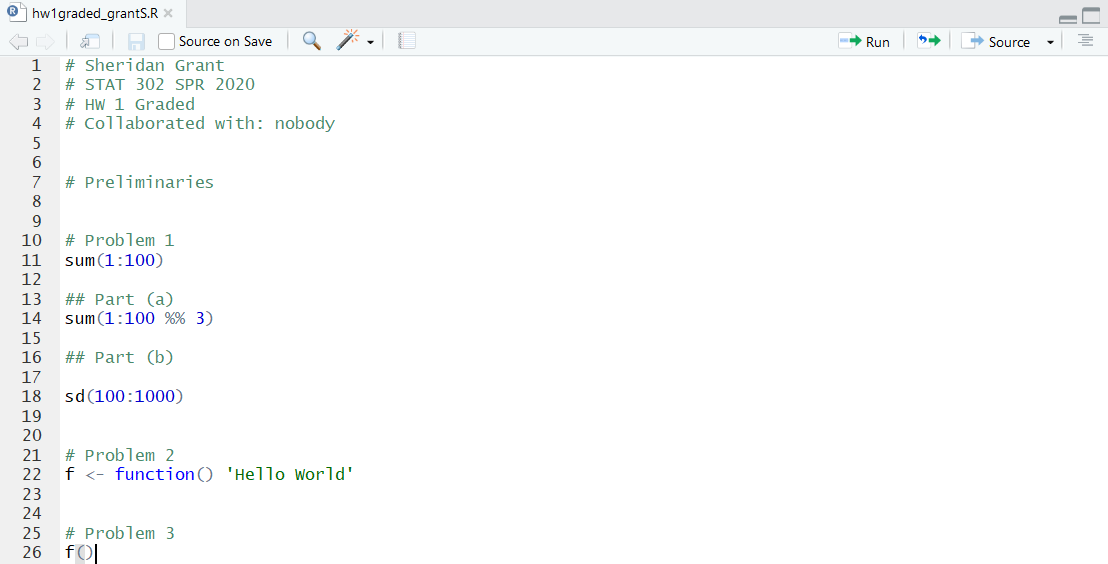 hw1graded_grantS.R
Source on Save Run Source
1 # Sheridan Grant
2 # STAT 302 SPR 2020
3 # HW 1 Graded
4 # Collaborated with: nobody
5
6
7 # Preliminaries
8
9
10 # Problem 1
11 sum(1:100)
12
13 ## Part (a)
14 sum(1:100 %% 3)
15
16 ## Part (b)
17
18 sd(100:1000)
19
20
21 # Problem 2
22 f <- function() 'Hello World'
23
24
25 # Problem 3
26 f()